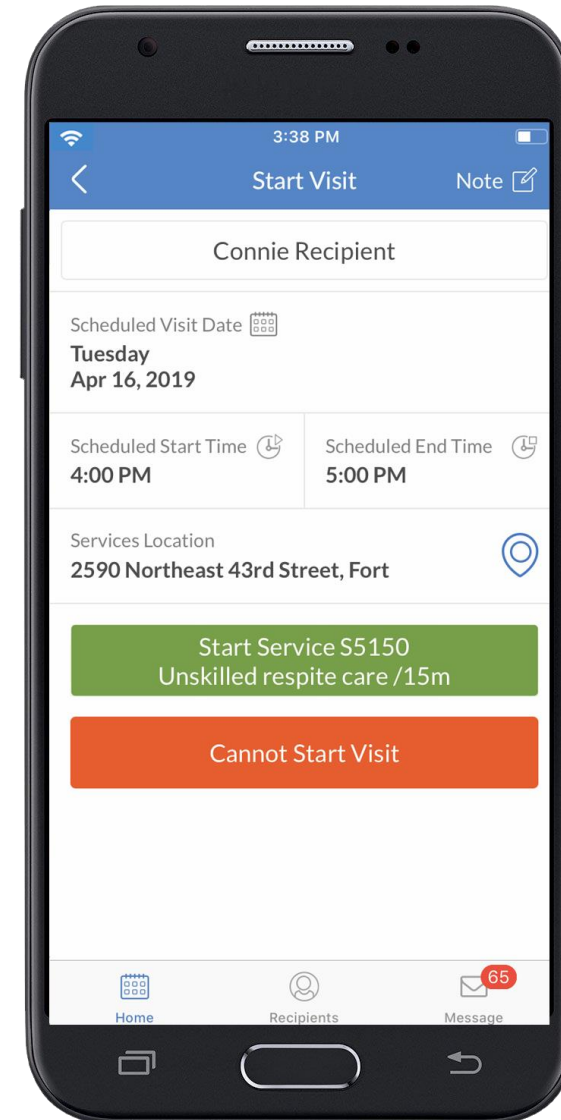 3:38 PM
Start Visit
Note
Connie Recipient
Scheduled Visit Date
Tuesday
Apr 16, 2019
Scheduled Start Time
4:00 PM
Scheduled End Time
5:00 PM
Services Location
2590 Northeast 43rd Street, Fort
Start Service S5150
Unskilled respite care /15m
Cannot Start Visit
65
Home
Recipients
Message